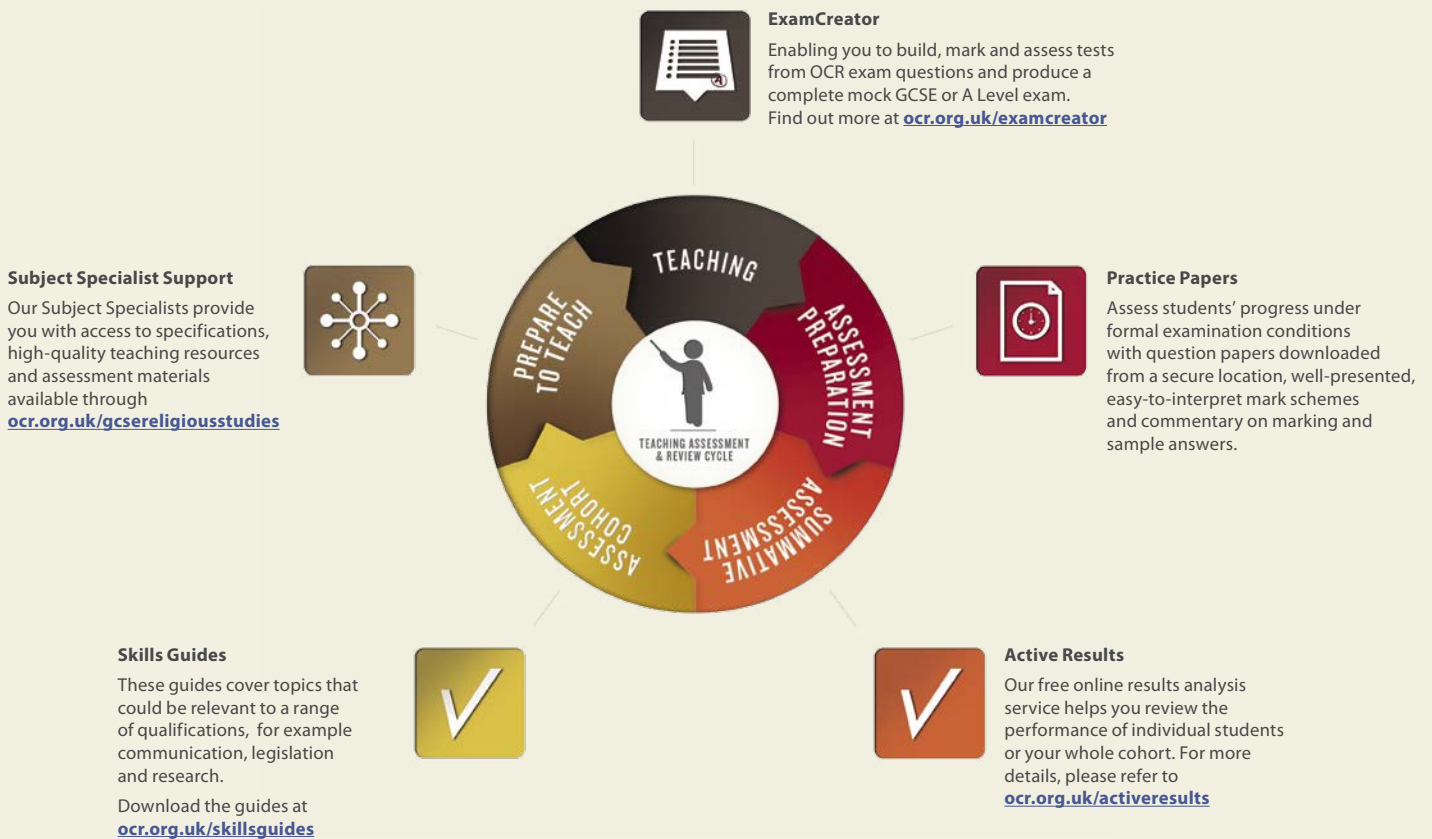 ExamCreator
Enabling you to build, mark and assess tests
from OCR exam questions and produce a
complete mock GCSE or A Level exam.
Find out more at ocr.org.uk/examcreator
Subject Specialist Support
Our Subject Specialists provide
you with access to specifications,
high-quality teaching resources
and assessment materials
available through
ocr.org.uk/gcsereligiousstudies
TEACHING
PREPARE
TO TEACH
ASSESSMENT
PREPARATION
TEACHING ASSESSMENT
& REVIEW CYCLE
ASSESSMENT
COHORT
SUMMATIVE
ASSESSMENT
A
Practice Papers
Assess students’ progress under
formal examination conditions
with question papers downloaded
from a secure location, well-presented,
easy-to-interpret mark schemes
and commentary on marking and
sample answers.
Skills Guides
These guides cover topics that
could be relevant to a range
of qualifications, for example
communication, legislation
and research.
Download the guides at
ocr.org.uk/skillsguides
Active Results
Our free online results analysis
service helps you review the
performance of individual students
or your whole cohort. For more
details, please refer to
ocr.org.uk/activeresults